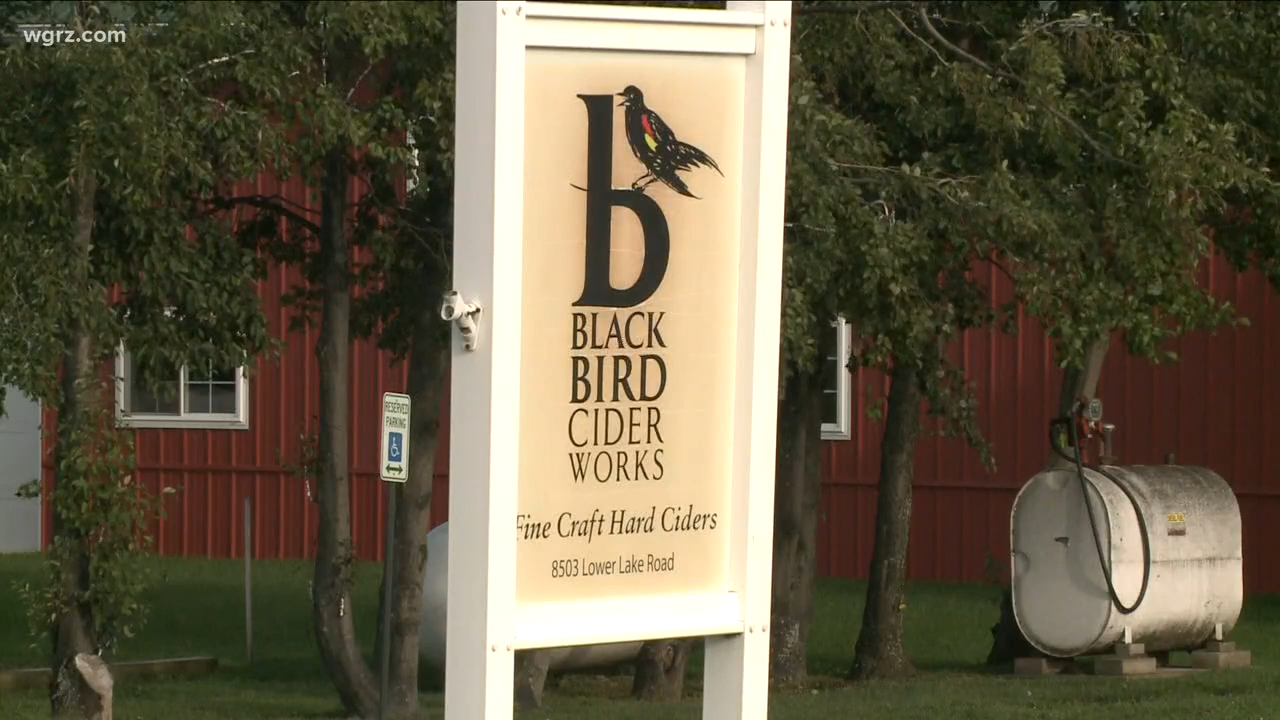 wgrz.com
b
BLACK
BIRD
CIDER
WORKS
Fine Craft Hard Ciders
8503 Lower Lake Road
RESERVED
PARKING